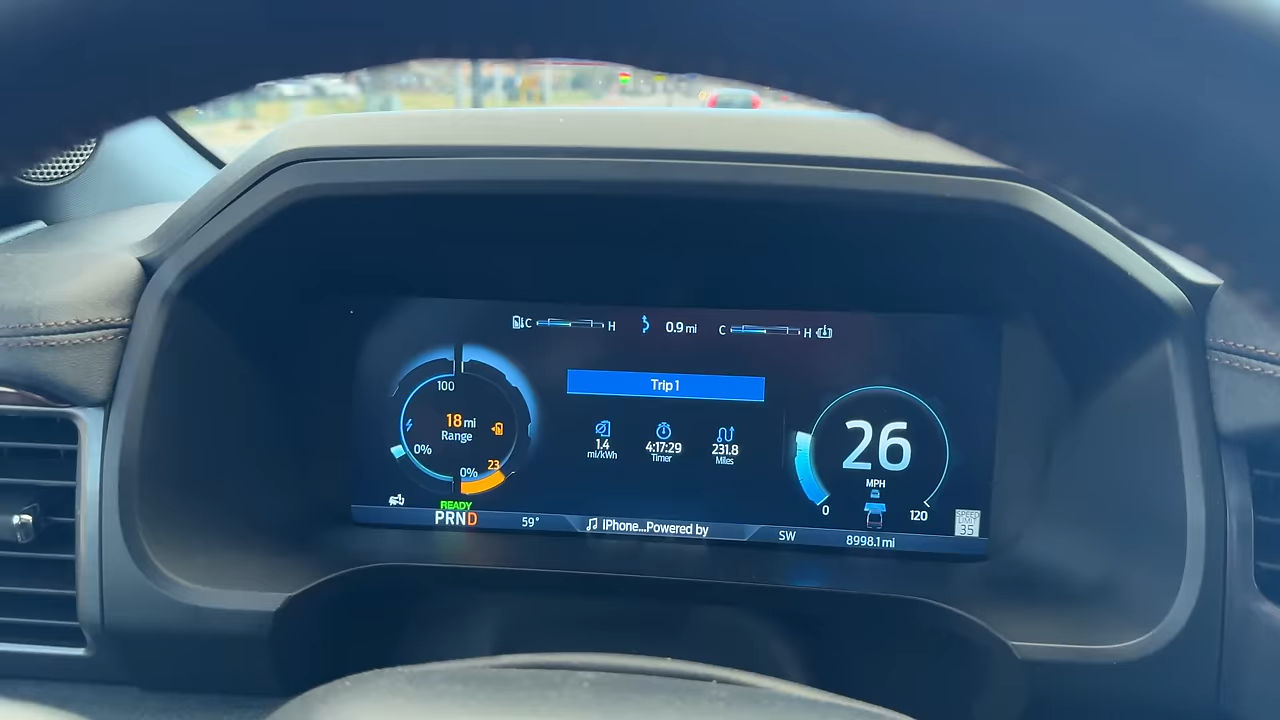 C H 0.9 mi C H
Trip 1
100
18 mi
Range
0%
0%
23
1.4
mi/kWh
4:17:29
Timer
231.8
Miles
26
MPH
0
120
READY
PRND
59°
iPhone...Powered by
SW
8998.1 mi
SPEED
LIMIT
35